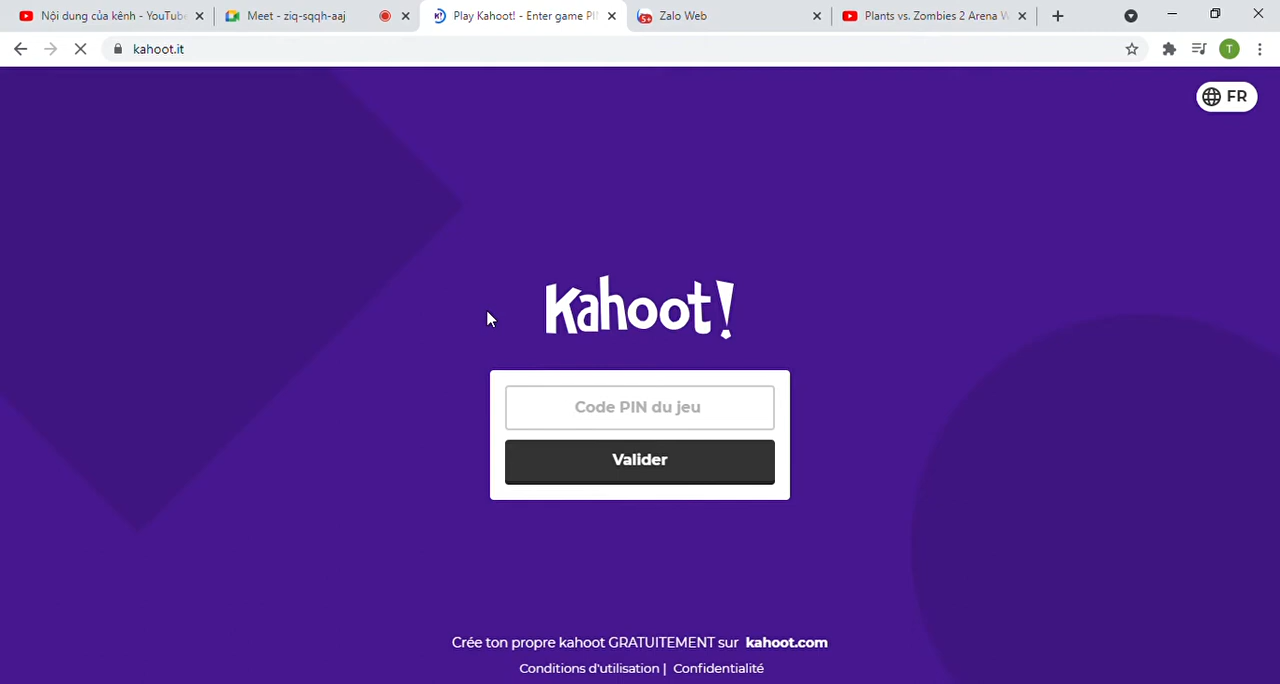 Nội dung của kênh - YouTube
Meet - ziq-sqqh-aaj
Play Kahoot! - Enter game PIN
5+
Zalo Web
Plants vs. Zombies 2 Arena W
kahoot.it
T
FR
Kahoot!
Code PIN du jeu
Valider
Crée ton propre kahoot GRATUITEMENT sur kahoot.com
Conditions d'utilisation | Confidentialité